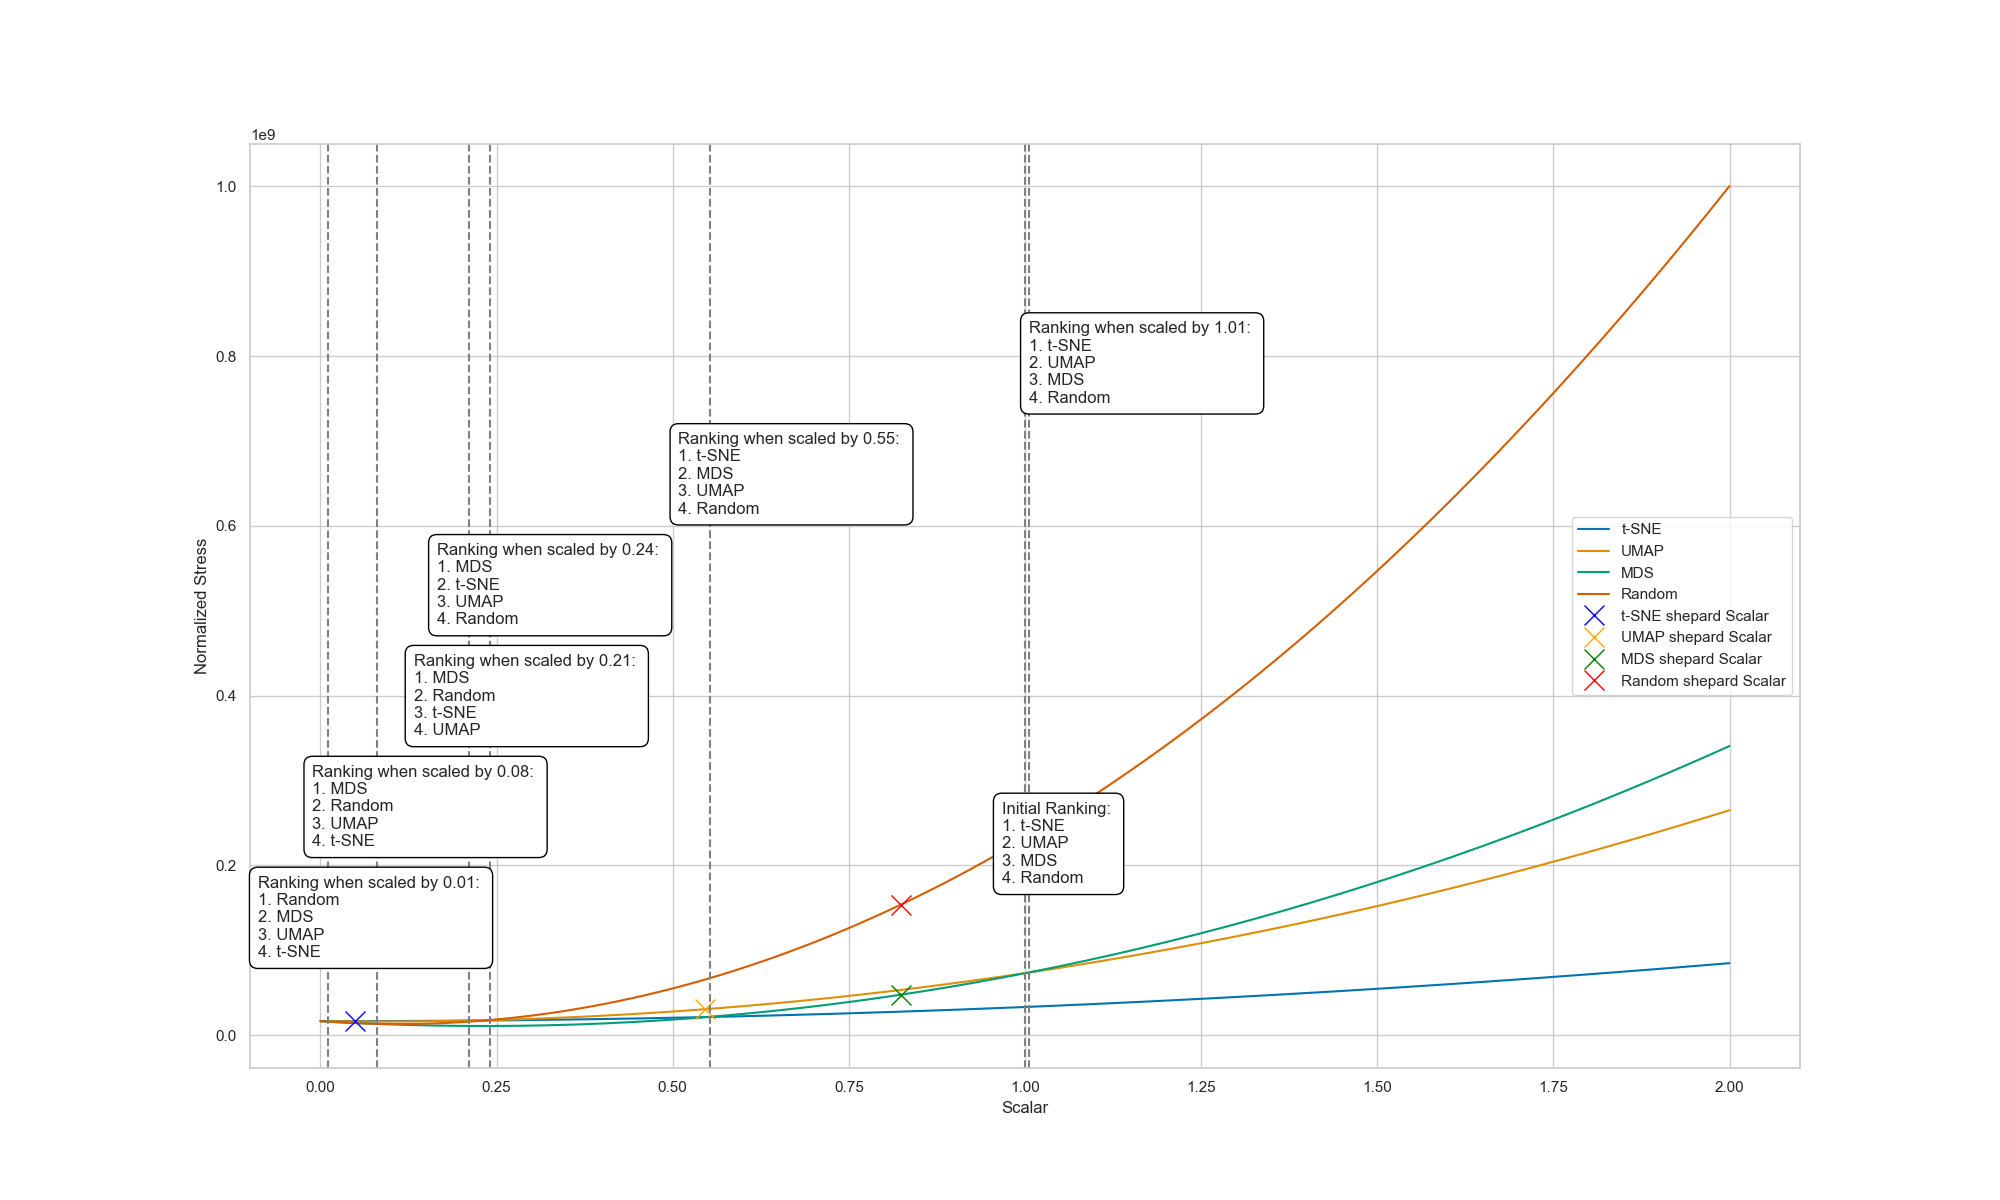 1e9
1.0
0.8
0.6
0.4
0.2
0.0
Normalized Stress
Ranking when scaled by 1.01:
1. t-SNE
2. UMAP
3. MDS
4. Random
Ranking when scaled by 0.55:
1. t-SNE
2. MDS
3. UMAP
4. Random
Ranking when scaled by 0.24:
1. MDS
2. t-SNE
3. UMAP
4. Random
Ranking when scaled by 0.21:
1. MDS
2. Random
3. t-SNE
4. UMAP
Ranking when scaled by 0.08:
1. MDS
2. Random
3. UMAP
4. t-SNE
Initial Ranking:
1. t-SNE
2. UMAP
3. MDS
4. Random
Ranking when scaled by 0.01:
1. Random
2. MDS
3. UMAP
4. t-SNE
t-SNE
UMAP
MDS
Random
t-SNE shepard Scalar
UMAP shepard Scalar
MDS shepard Scalar
Random shepard Scalar
0.00 0.25 0.50 0.75 1.00 1.25 1.50 1.75 2.00
Scalar